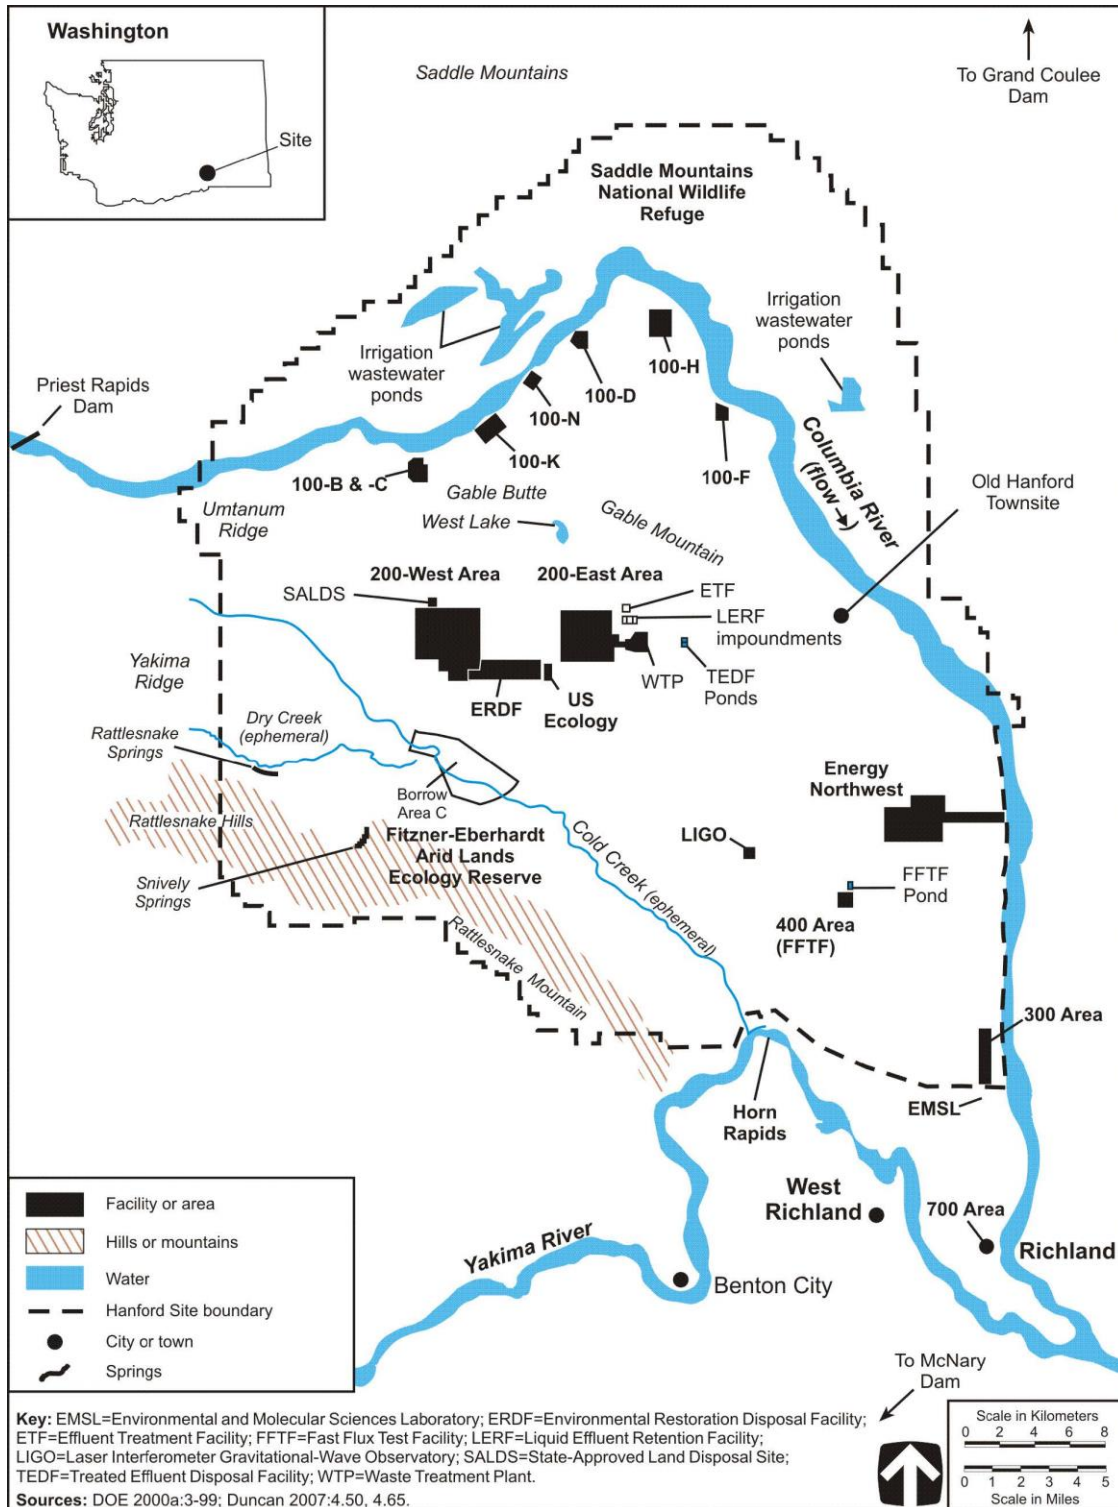 Washington
Site
Saddle Mountains
To Grand Coulee
Dam
Saddle Mountains
National Wildlife
Refuge
Irrigation
wastewater
ponds
Irrigation
wastewater
ponds
Priest Rapids
Dam
100-H
100-D
100-N
100-K
100-F
100-B & -C
Columbia River
(flow →)
Old Hanford
Townsite
Umtanum
Ridge
Gable Butte
West Lake
Gable Mountain
200-West Area
200-East Area
SALDS
ETF
LERF
impoundments
WTP
TEDF
Ponds
ERDF
US
Ecology
Yakima
Ridge
Rattlesnake
Springs
Dry Creek
(ephemeral)
Borrow
Area C
Rattlesnake Hills
Snively
Springs
Fitzner-Eberhardt
Arid Lands
Ecology Reserve
Cold Creek (ephemeral)
Rattlesnake Mountain
Energy
Northwest
LIGO
FFTF
Pond
400 Area
(FFTF)
300 Area
EMSL
Horn
Rapids
West
Richland
700 Area
Richland
Yakima River
Benton City
To McNary
Dam
Facility or area
Hills or mountains
Water
Hanford Site boundary
City or town
Springs
Key: EMSL=Environmental and Molecular Sciences Laboratory; ERDF=Environmental Restoration Disposal Facility;
ETF=Effluent Treatment Facility; FFTF=Fast Flux Test Facility; LERF=Liquid Effluent Retention Facility;
LIGO=Laser Interferometer Gravitational-Wave Observatory; SALDS=State-Approved Land Disposal Site;
TEDF=Treated Effluent Disposal Facility; WTP=Waste Treatment Plant.
Sources: DOE 2000a:3-99; Duncan 2007:4.50, 4.65.
Scale in Kilometers
0 2 4 6 8
0 1 2 3 4 5
Scale in Miles